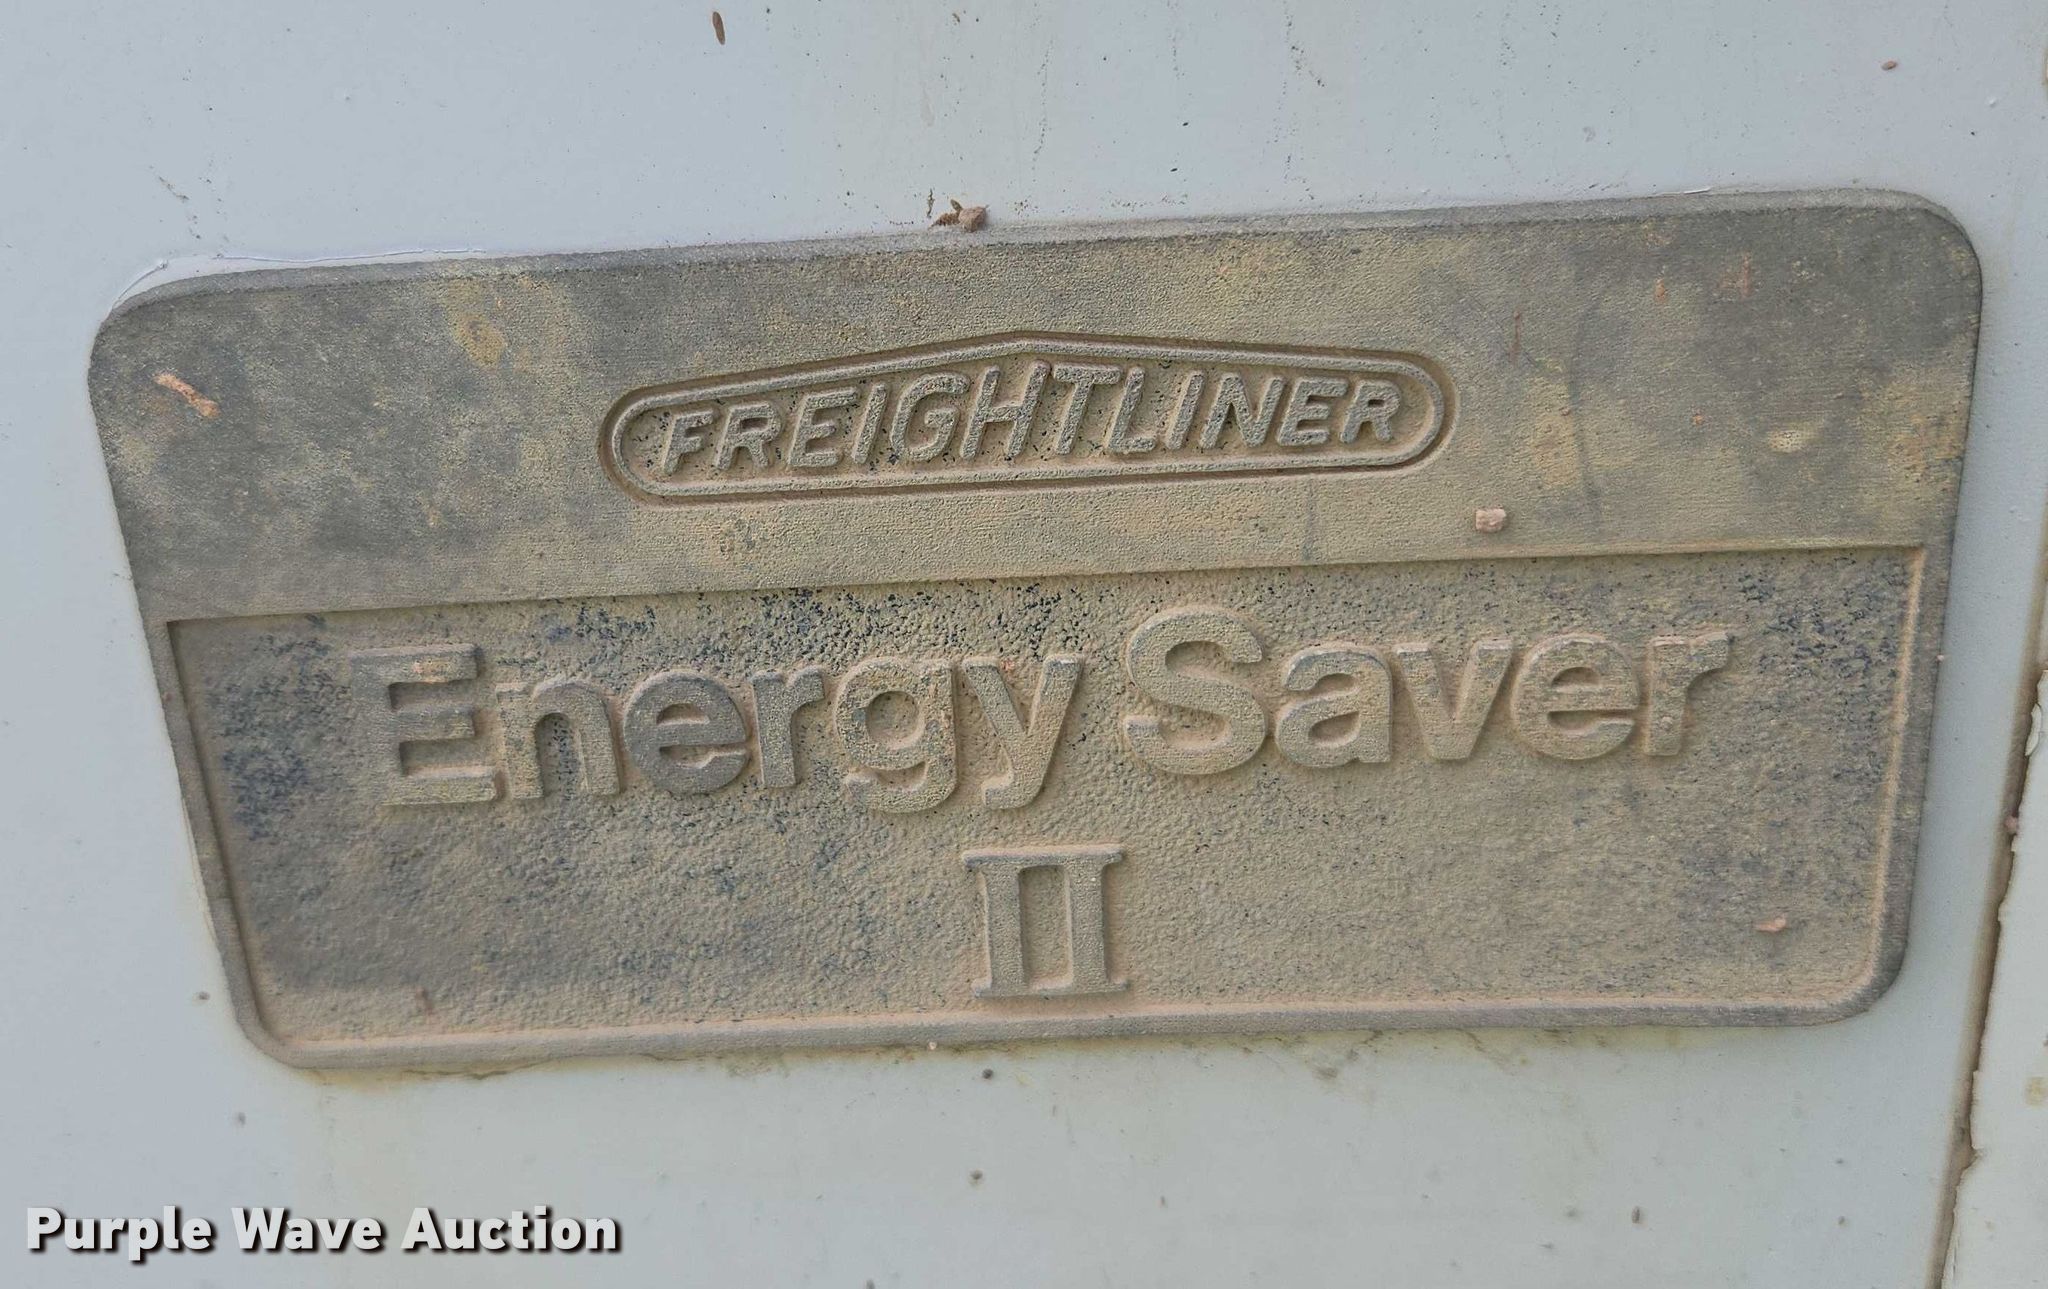 FREIGHTLINER
Energy Saver
II
Purple Wave Auction